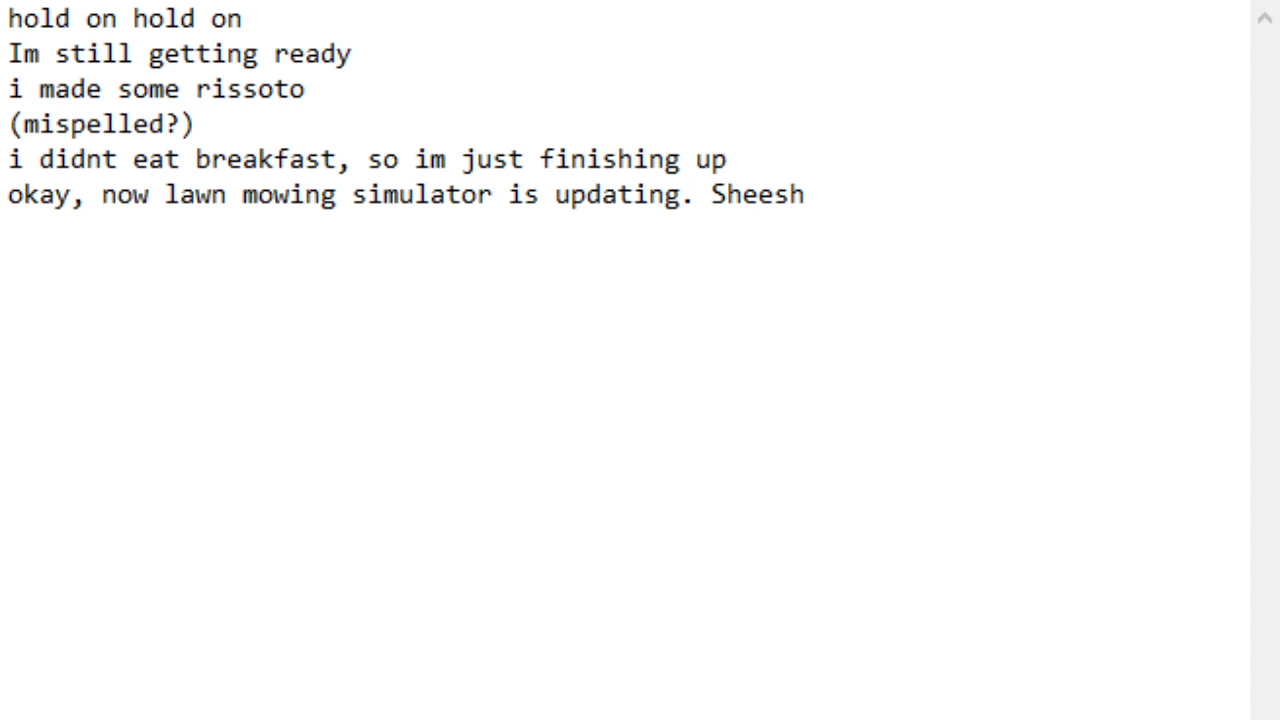 hold on hold on
Im still getting ready
i made some rissoto
(mispelled?)
i didnt eat breakfast, so im just finishing up
okay, now lawn mowing simulator is updating. Sheesh